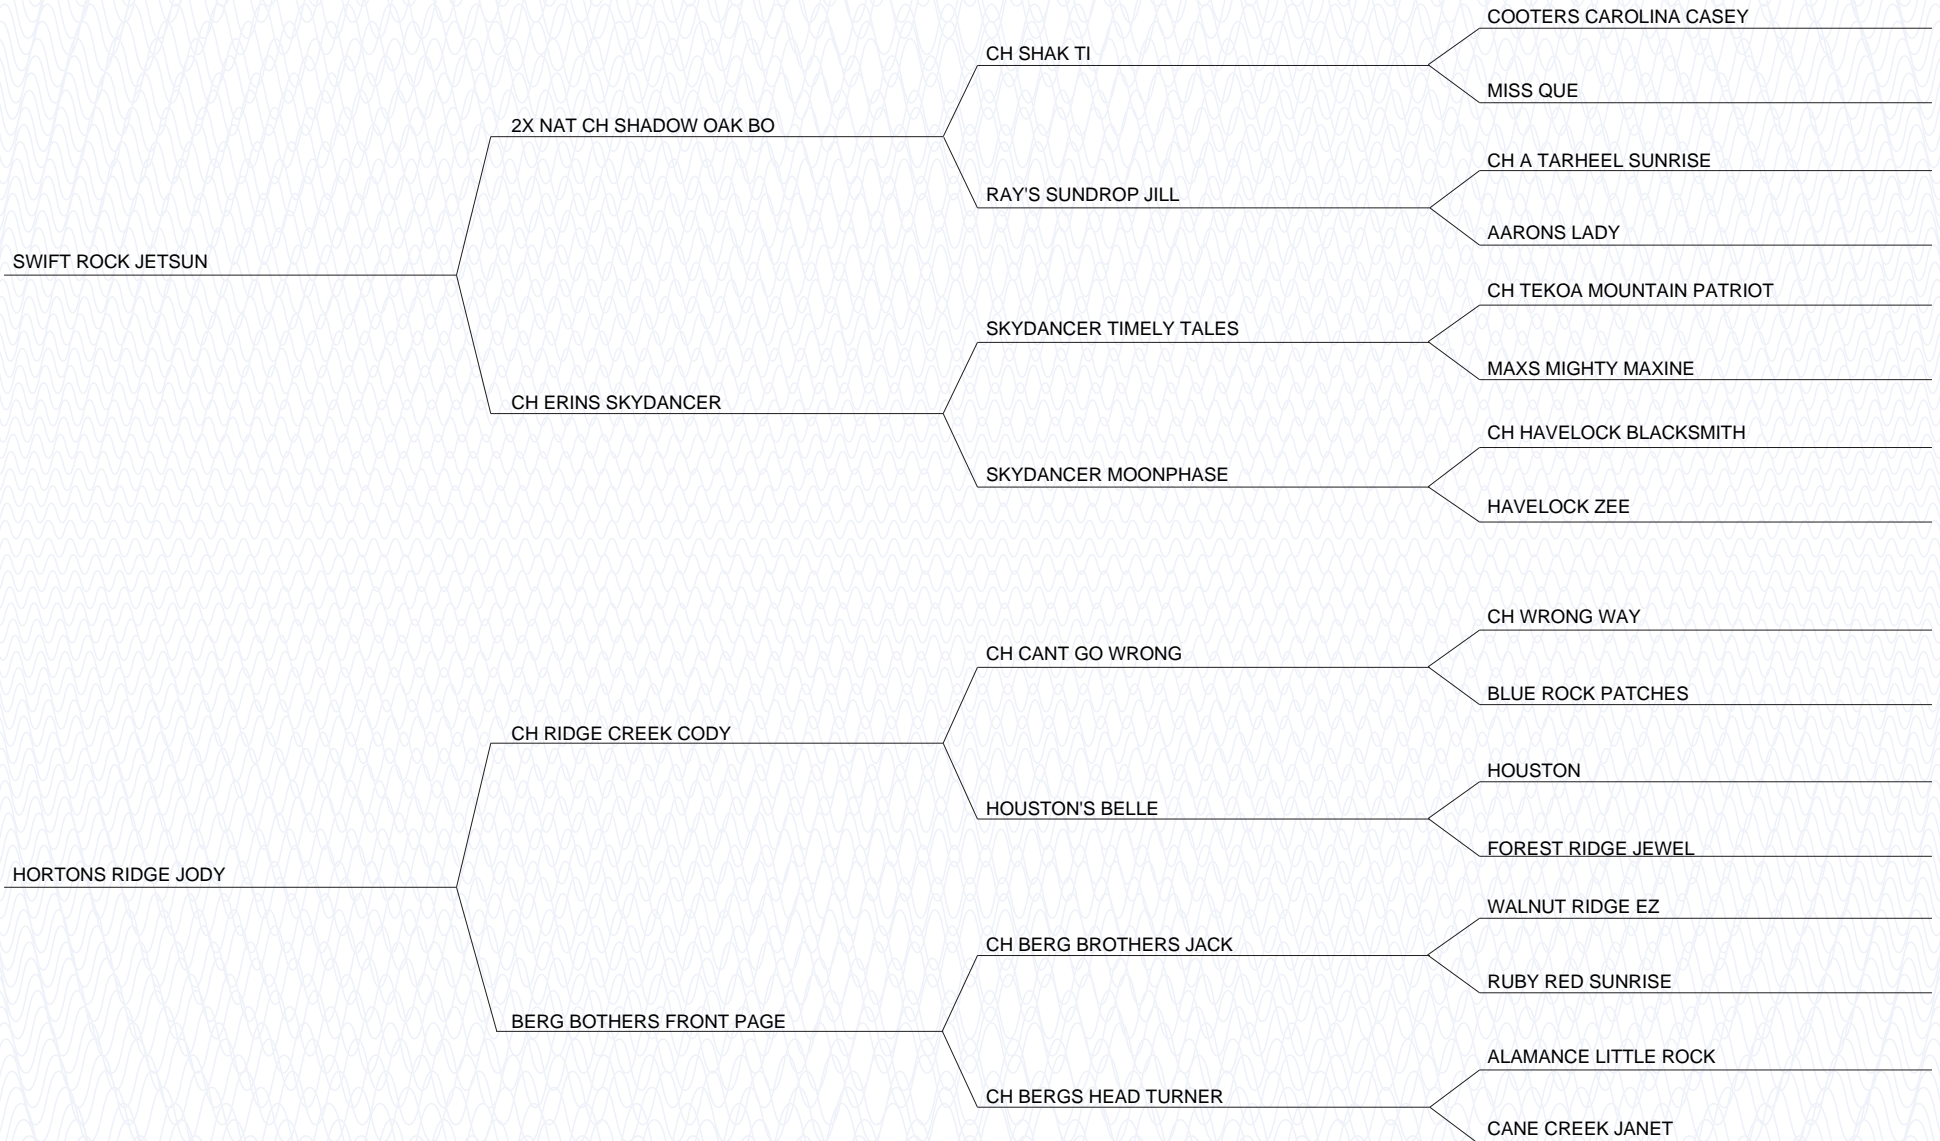 COOTERS CAROLINA CASEY
CH SHAK TI
MISS QUE
2X NAT CH SHADOW OAK BO
CH A TARHEEL SUNRISE
RAY'S SUNDROP JILL
AARONS LADY
SWIFT ROCK JETSUN
CH TEKOA MOUNTAIN PATRIOT
SKYDANCER TIMELY TALES
MAXS MIGHTY MAXINE
CH ERINS SKYDANCER
CH HAVELOCK BLACKSMITH
SKYDANCER MOONPHASE
HAVELOCK ZEE
CH WRONG WAY
CH CANT GO WRONG
BLUE ROCK PATCHES
CH RIDGE CREEK CODY
HOUSTON
HOUSTON'S BELLE
FOREST RIDGE JEWEL
HORTONS RIDGE JODY
WALNUT RIDGE EZ
CH BERG BROTHERS JACK
RUBY RED SUNRISE
BERG BOTHERS FRONT PAGE
ALAMANCE LITTLE ROCK
CH BERGS HEAD TURNER
CANE CREEK JANET